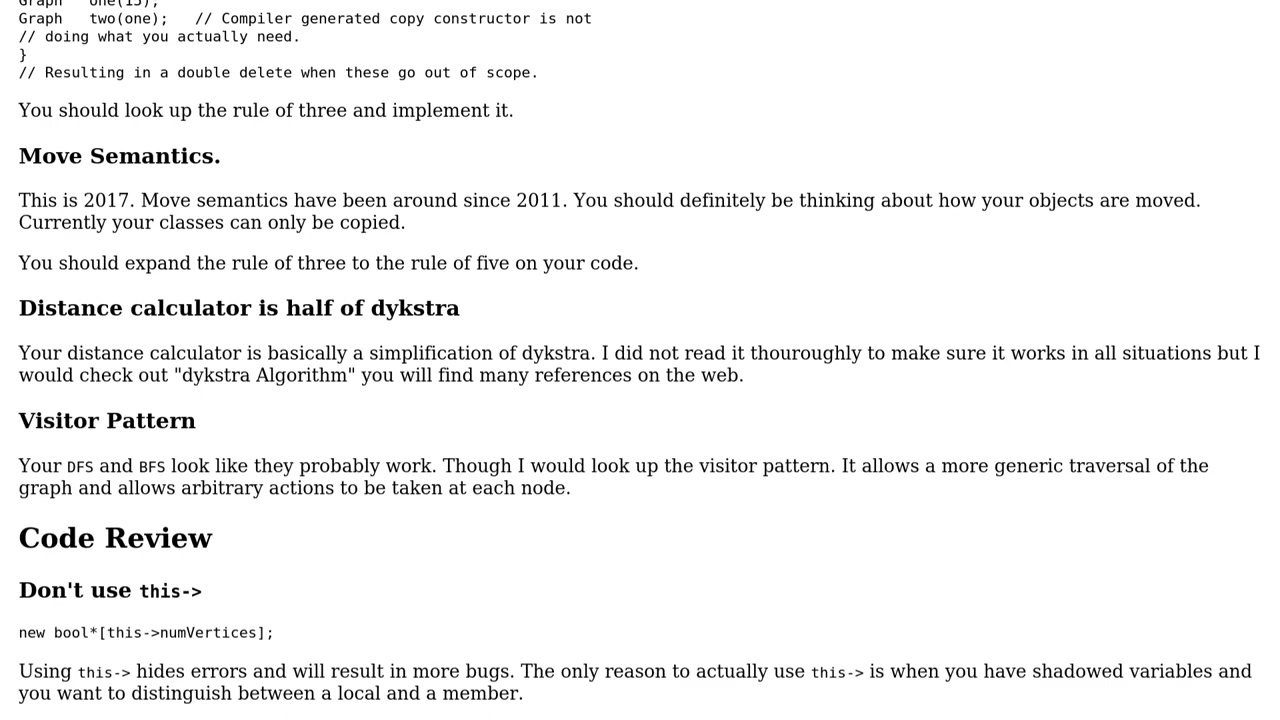 Graph   one(15);
Graph   two(one);   // Compiler generated copy constructor is not
// doing what you actually need.
}
// Resulting in a double delete when these go out of scope.
You should look up the rule of three and implement it.
Move Semantics.
This is 2017. Move semantics have been around since 2011. You should definitely be thinking about how your objects are moved.
Currently your classes can only be copied.
You should expand the rule of three to the rule of five on your code.
Distance calculator is half of dykstra
Your distance calculator is basically a simplification of dykstra. I did not read it thouroughly to make sure it works in all situations but I
would check out "dykstra Algorithm" you will find many references on the web.
Visitor Pattern
Your DFS and BFS look like they probably work. Though I would look up the visitor pattern. It allows a more generic traversal of the
graph and allows arbitrary actions to be taken at each node.
Code Review
Don't use this->
new bool*[this->numVertices];
Using this-> hides errors and will result in more bugs. The only reason to actually use this-> is when you have shadowed variables and
you want to distinguish between a local and a member.